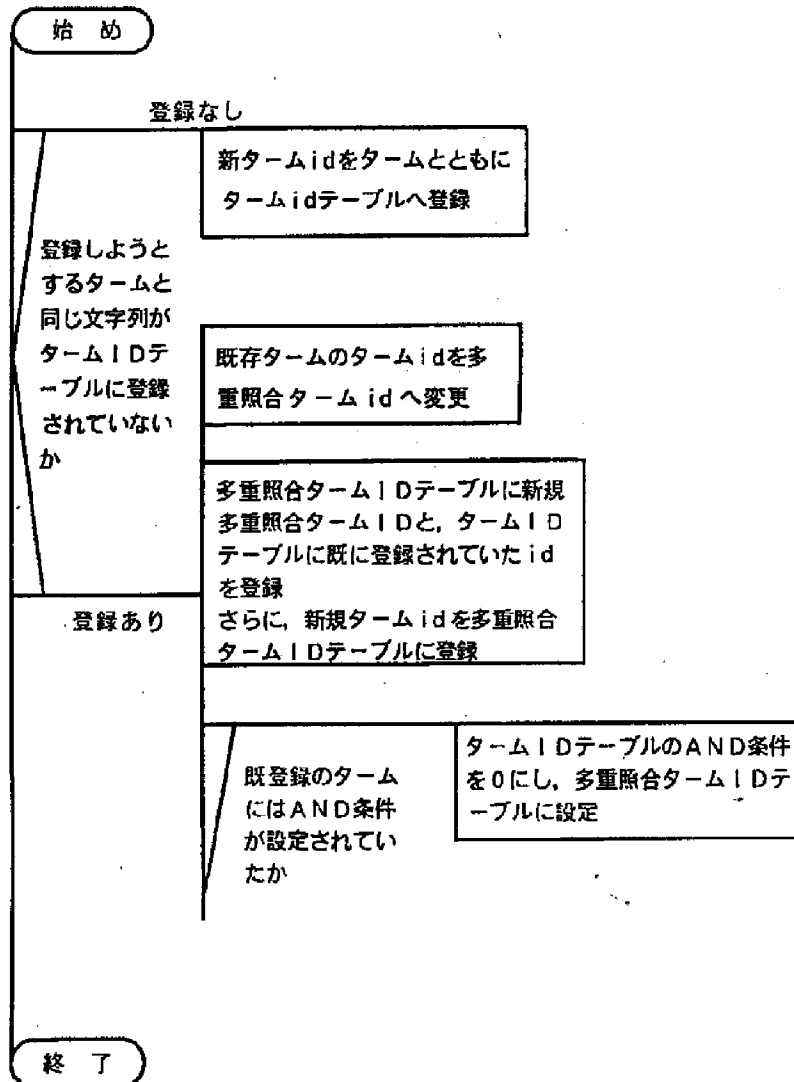 始 め
登録なし
新タームidをタームとともに
タームidテーブルへ登録
登録しようと
するタームと
同じ文字列が
タームIDテ
ーブルに登録
されていない
か
既存タームのタームidを多
重照合タームidへ変更
多重照合タームIDテーブルに新規
多重照合タームIDと，タームID
テーブルに既に登録されていたid
を登録
さらに，新規タームidを多重照合
タームIDテーブルに登録
登録あり
既登録のターム
にはAND条件
が設定されてい
たか
タームIDテーブルのAND条件
を0にし，多重照合タームIDテ
ーブルに設定
終 了